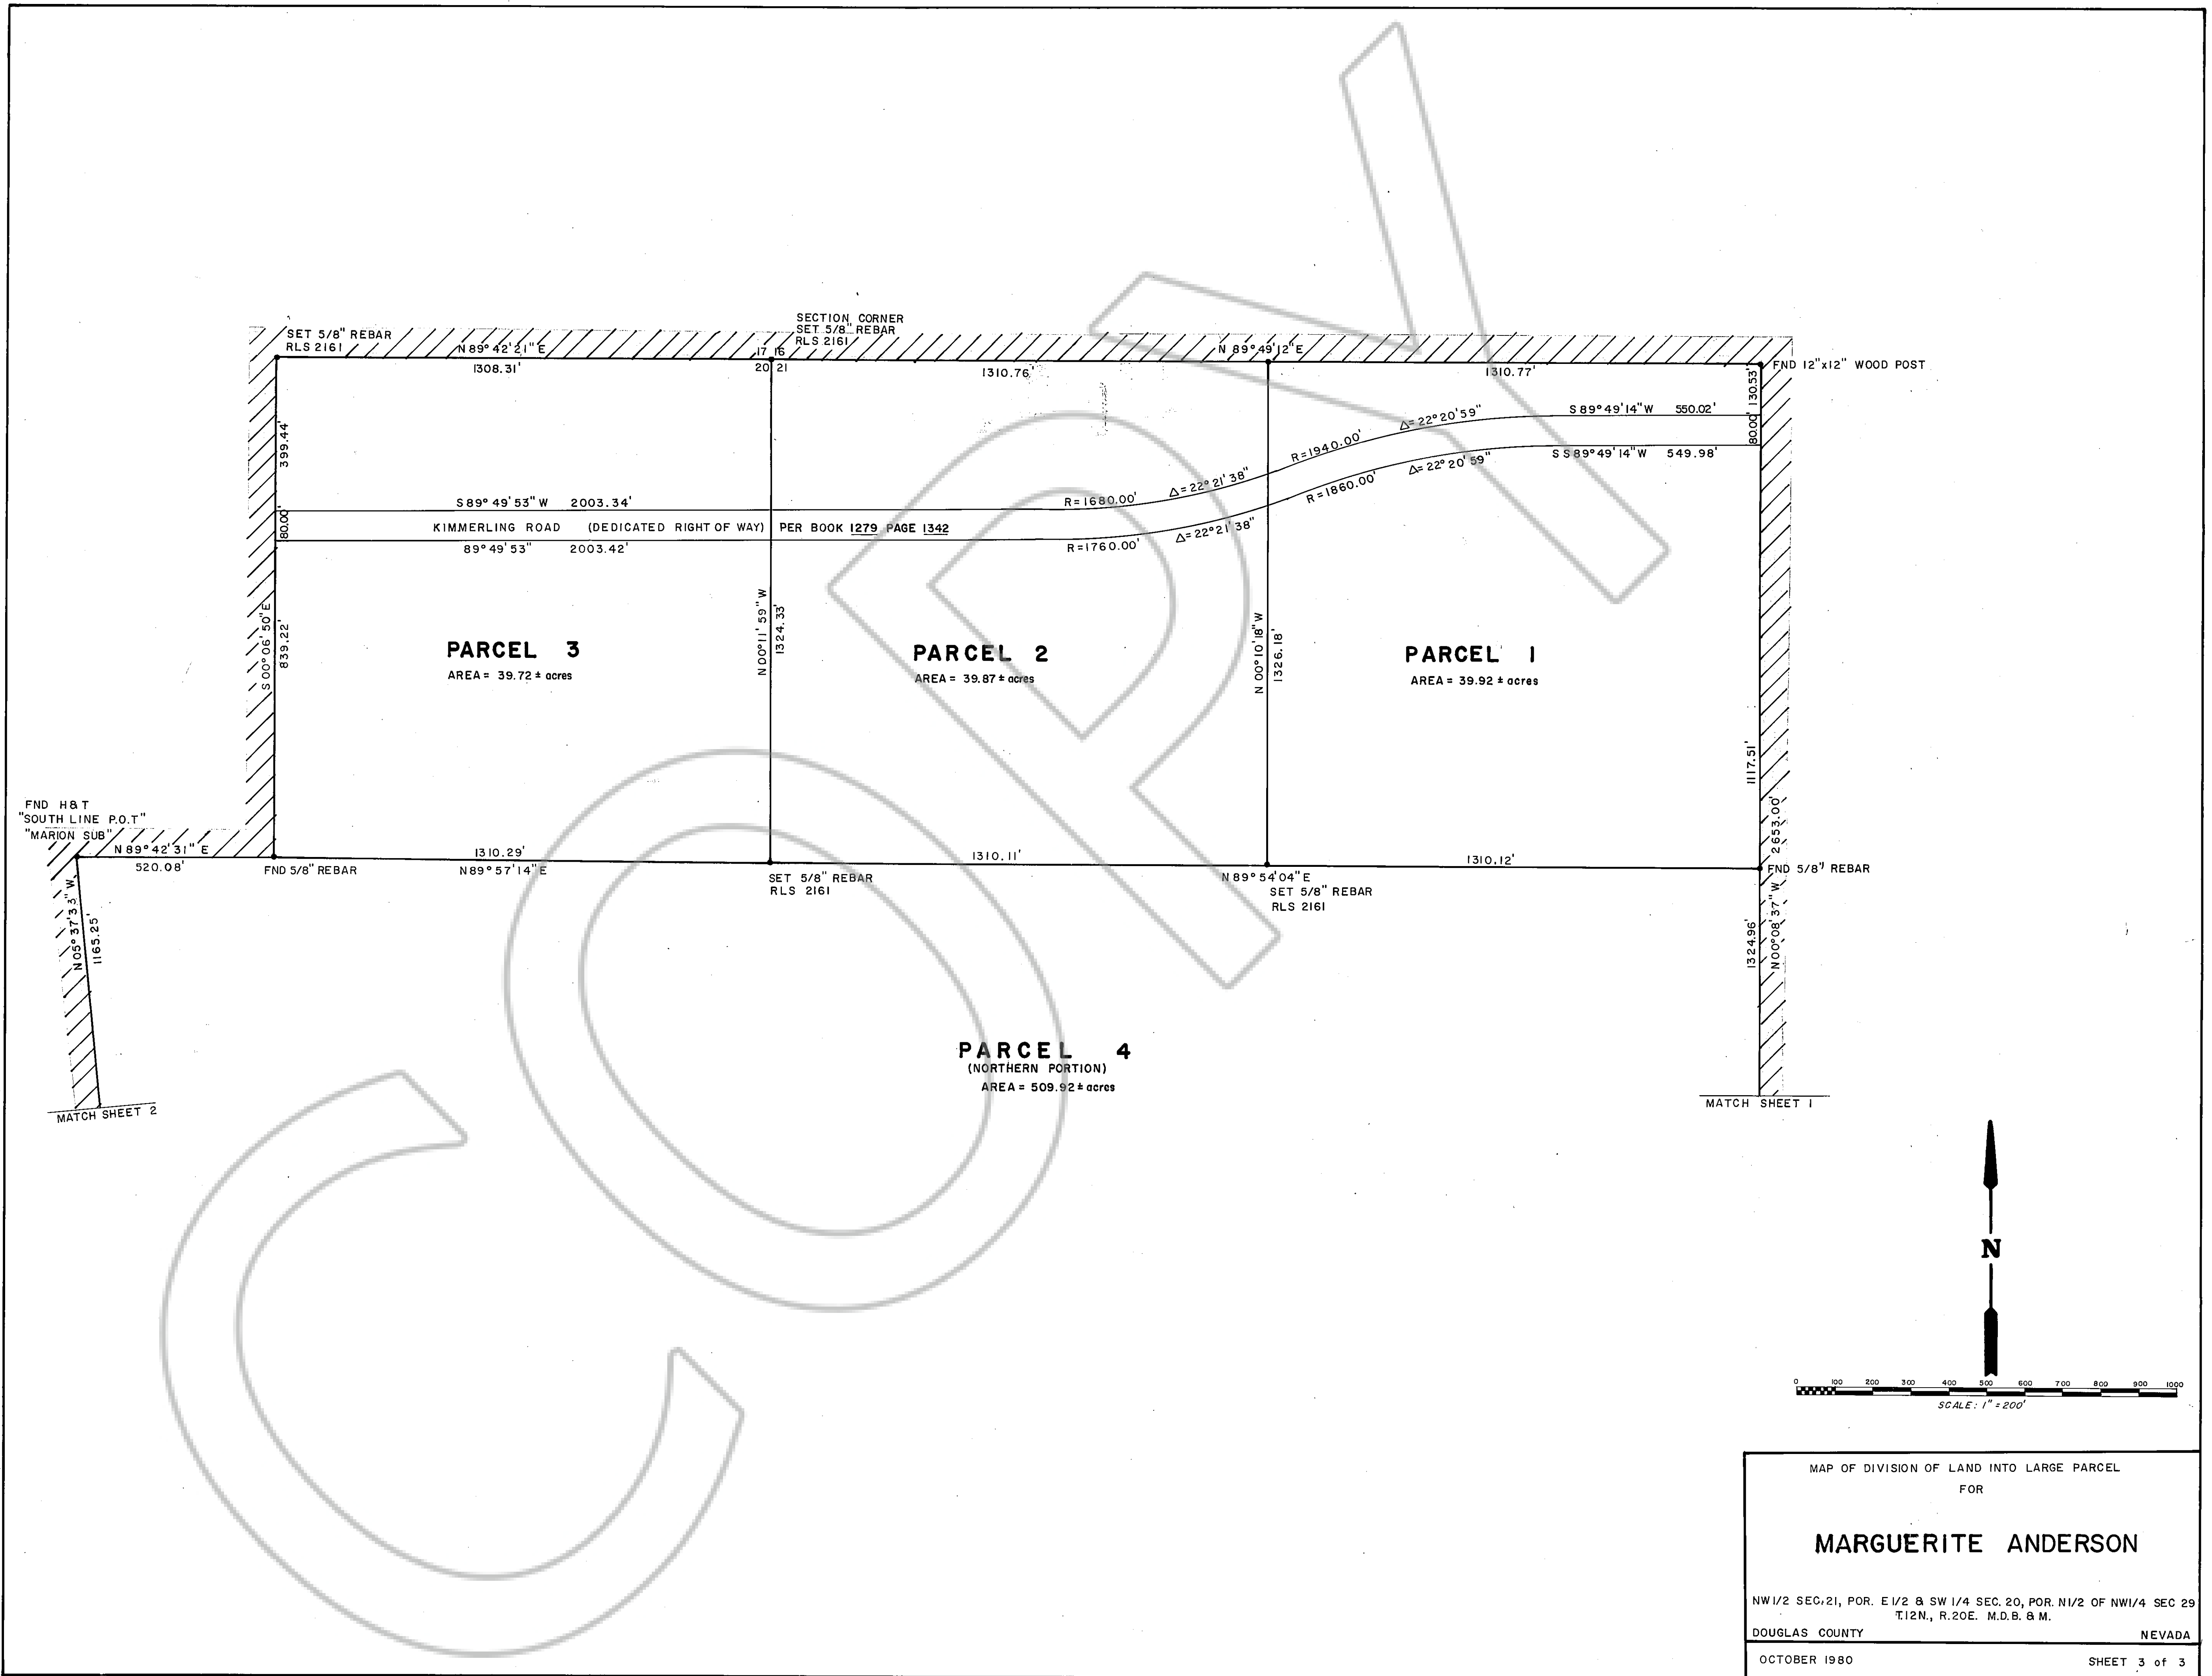 SECTION CORNER
SET 5/8" REBAR
RLS 2161
SET 5/8" REBAR
RLS 2161
N 89° 42' 21" E
1308.31'
17 16
20 21
1310.76'
N 89° 49' 12" E
1310.77'
FND 12"x12" WOOD POST
130.53'
80.00'
S 89° 49' 14" W 550.02'
S S 89° 49' 14" W 549.98'
Δ= 22° 20' 59"
R=1940.00'
Δ= 22° 20' 59"
R=1860.00'
Δ= 22° 21' 38"
R=1680.00'
Δ= 22° 21' 38"
R=1760.00'
399.44'
80.00'
S 89° 49' 53" W 2003.34'
KIMMERLING ROAD (DEDICATED RIGHT OF WAY) PER BOOK 1279 PAGE 1342
89° 49' 53" 2003.42'
S 00° 06' 50" E
839.22'
PARCEL 3
AREA = 39.72 ± acres
N 00° 11' 59" W
1324.33'
PARCEL 2
AREA = 39.87 ± acres
N 00° 10' 18" W
1326.18'
PARCEL 1
AREA = 39.92 ± acres
1117.51'
2653.00'
FND H&T
"SOUTH LINE P.O.T"
"MARION SUB"
N 89° 42' 31" E
520.08'
FND 5/8" REBAR
1310.29'
N 89° 57' 14" E
SET 5/8" REBAR
RLS 2161
1310.11'
N 89° 54' 04" E
SET 5/8" REBAR
RLS 2161
1310.12'
FND 5/8" REBAR
N 05° 37' 33" W
1165.25'
1324.96'
N 00° 08' 37" W
PARCEL 4
(NORTHERN PORTION)
AREA = 509.92 ± acres
MATCH SHEET 2
MATCH SHEET 1
COPY
N
0 100 200 300 400 500 600 700 800 900 1000
SCALE: 1" = 200'
MAP OF DIVISION OF LAND INTO LARGE PARCEL
FOR
MARGUERITE ANDERSON
NW 1/2 SEC. 21, POR. E 1/2 & SW 1/4 SEC. 20, POR. N 1/2 OF NW 1/4 SEC 29
T.12N., R.20E. M.D.B. & M.
DOUGLAS COUNTY NEVADA
OCTOBER 1980 SHEET 3 of 3